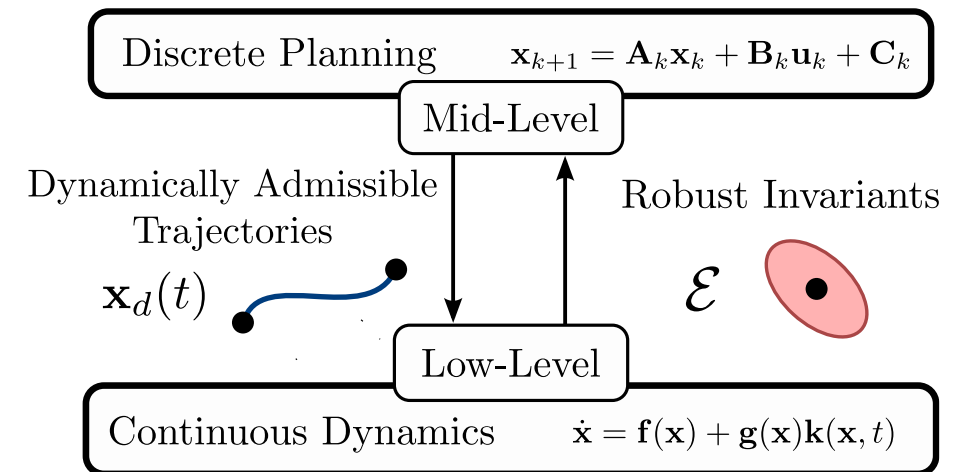 Discrete Planning x_{k+1} = A_k x_k + B_k u_k + C_k
Mid-Level
Dynamically Admissible
Trajectories
Robust Invariants
x_d(t)
ℰ
Low-Level
Continuous Dynamics ẋ = f(x) + g(x)k(x, t)